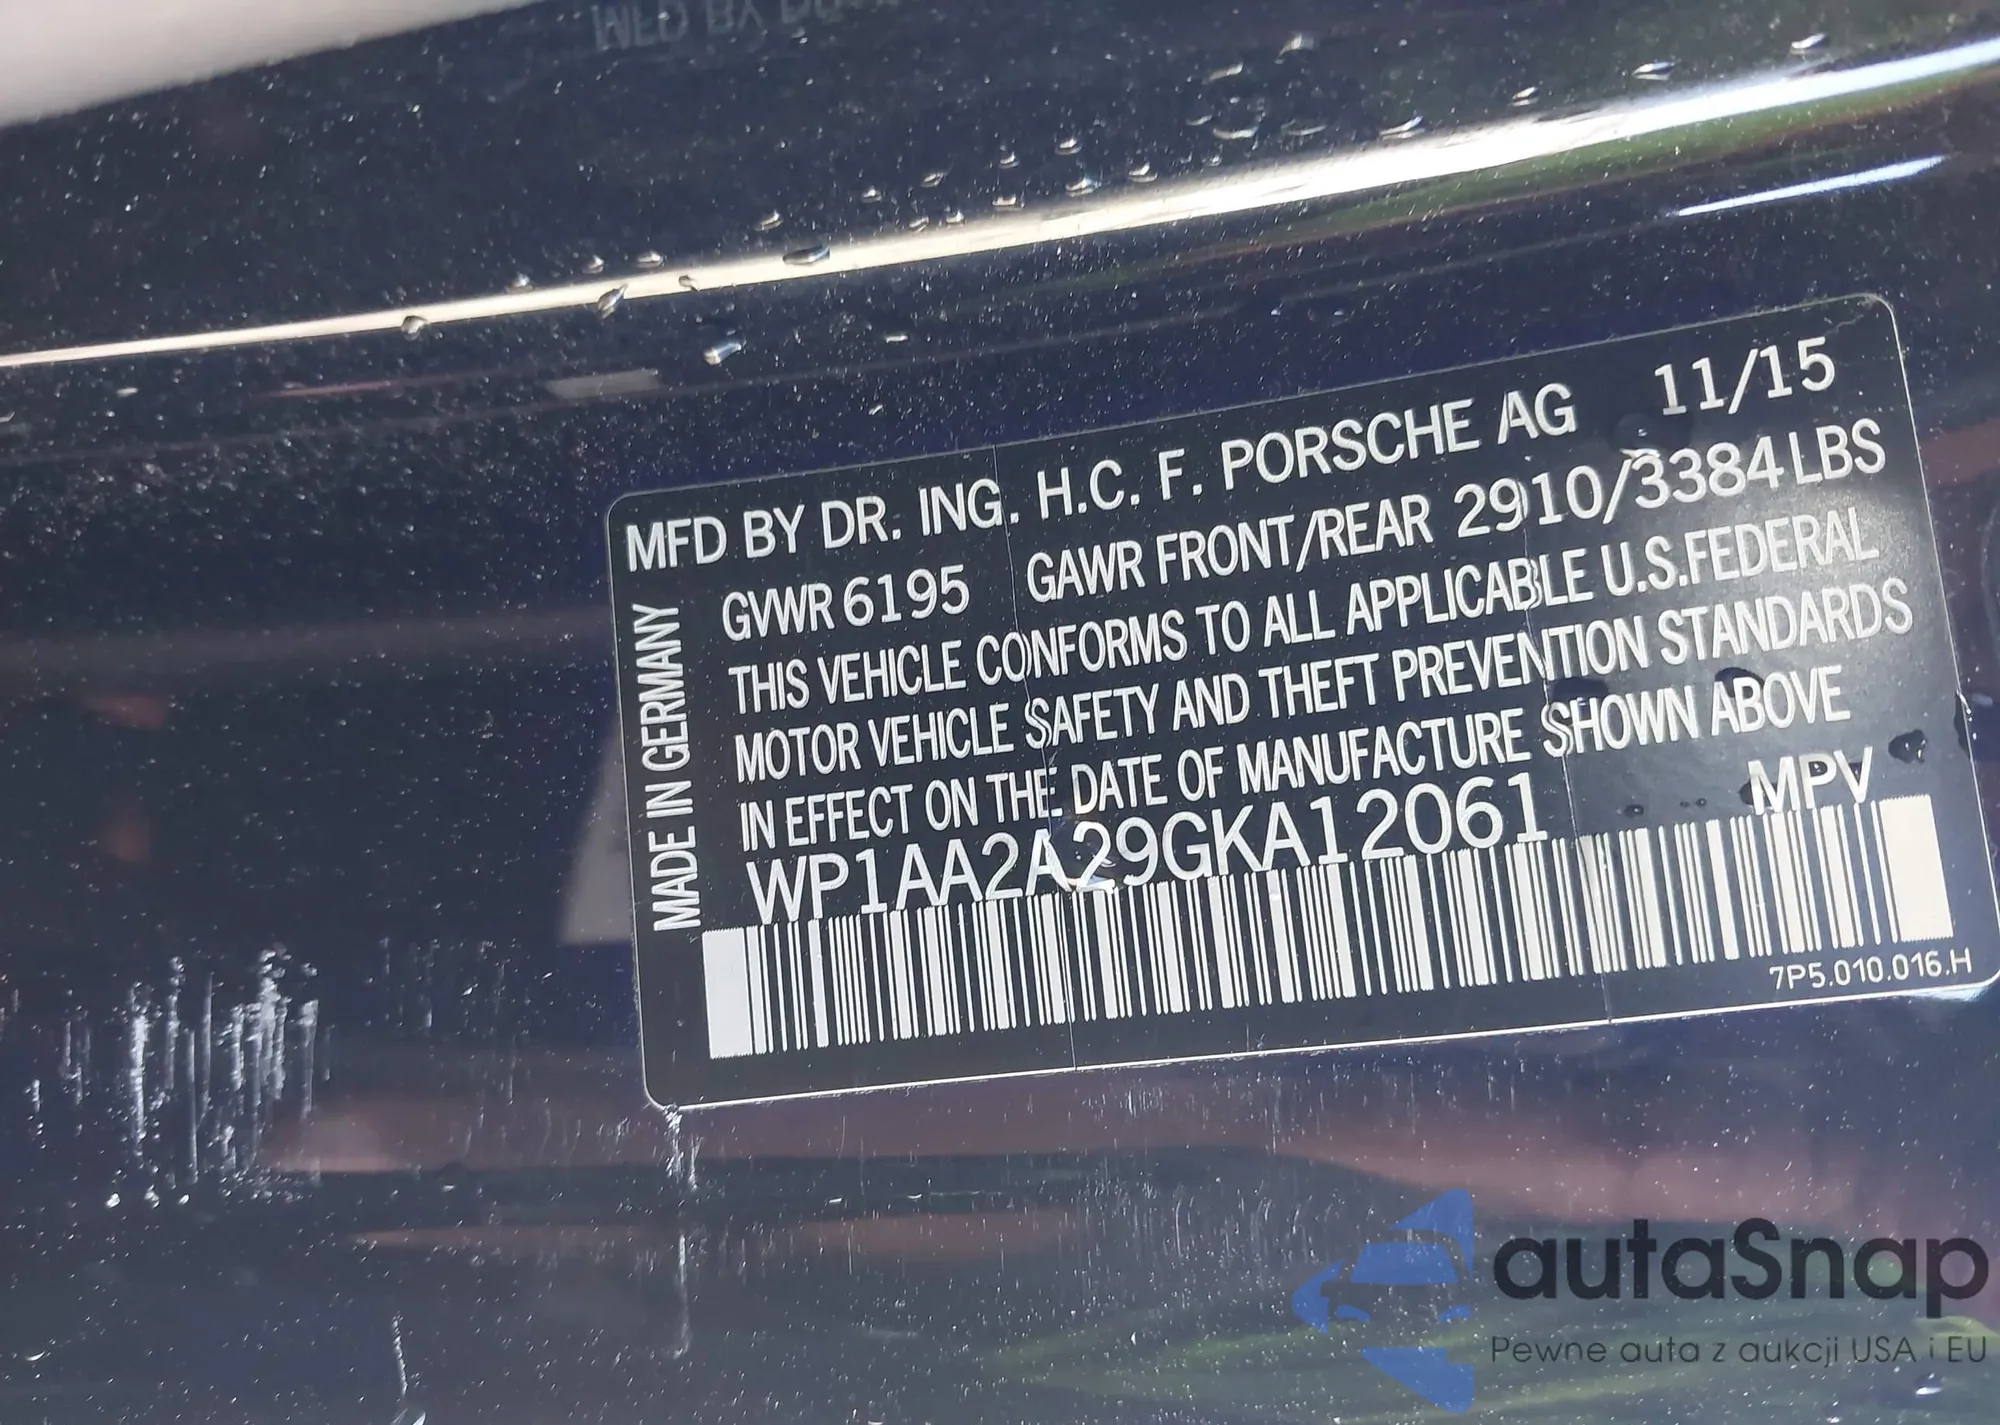 MFD BY DR. ING. H.C. F. PORSCHE AG 11/15
GVWR 6195 GAWR FRONT/REAR 2910/3384LBS
THIS VEHICLE CONFORMS TO ALL APPLICABLE U.S.FEDERAL
MOTOR VEHICLE SAFETY AND THEFT PREVENTION STANDARDS
IN EFFECT ON THE DATE OF MANUFACTURE SHOWN ABOVE
WP1AA2A29GKA12061 MPV
7P5.010.016.H
MADE IN GERMANY
autaSnap
Pewne auta z aukcji USA i EU